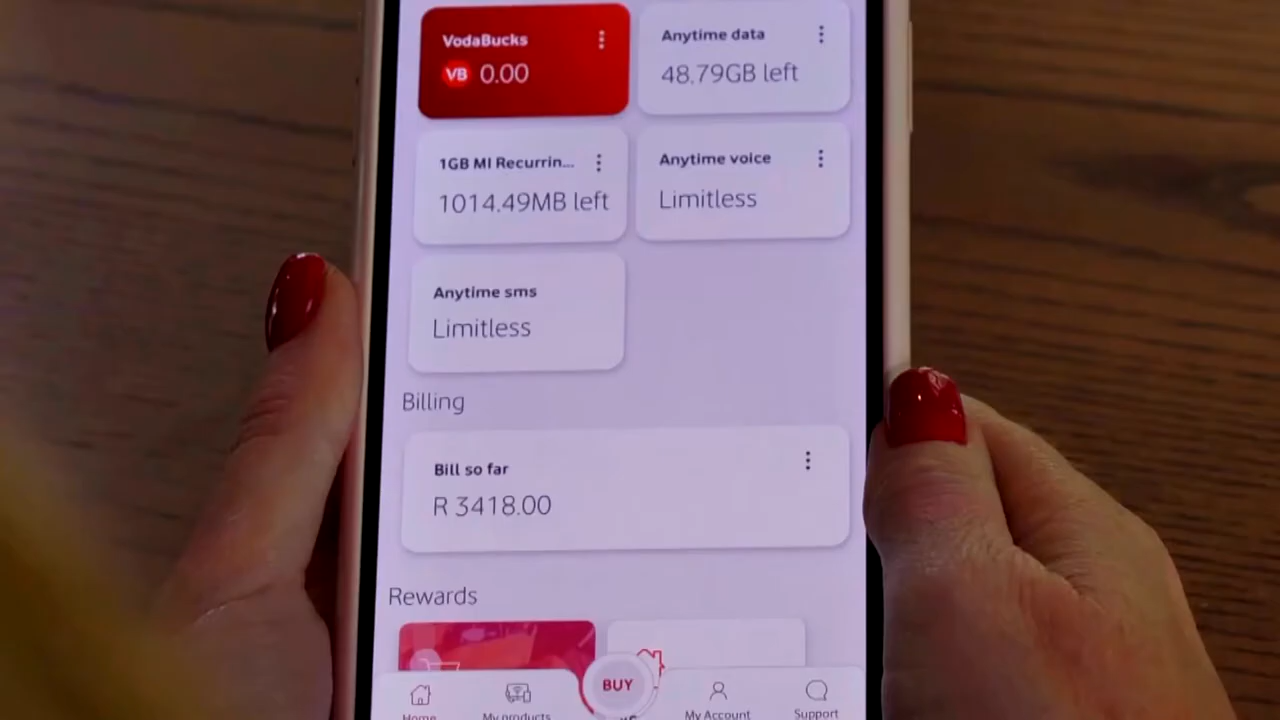 VodaBucks
VB 0.00
Anytime data
48.79GB left
1GB MI Recurrin...
1014.49MB left
Anytime voice
Limitless
Anytime sms
Limitless
Billing
Bill so far
R 3418.00
Rewards
BUY
Home
My products
My Account
Support